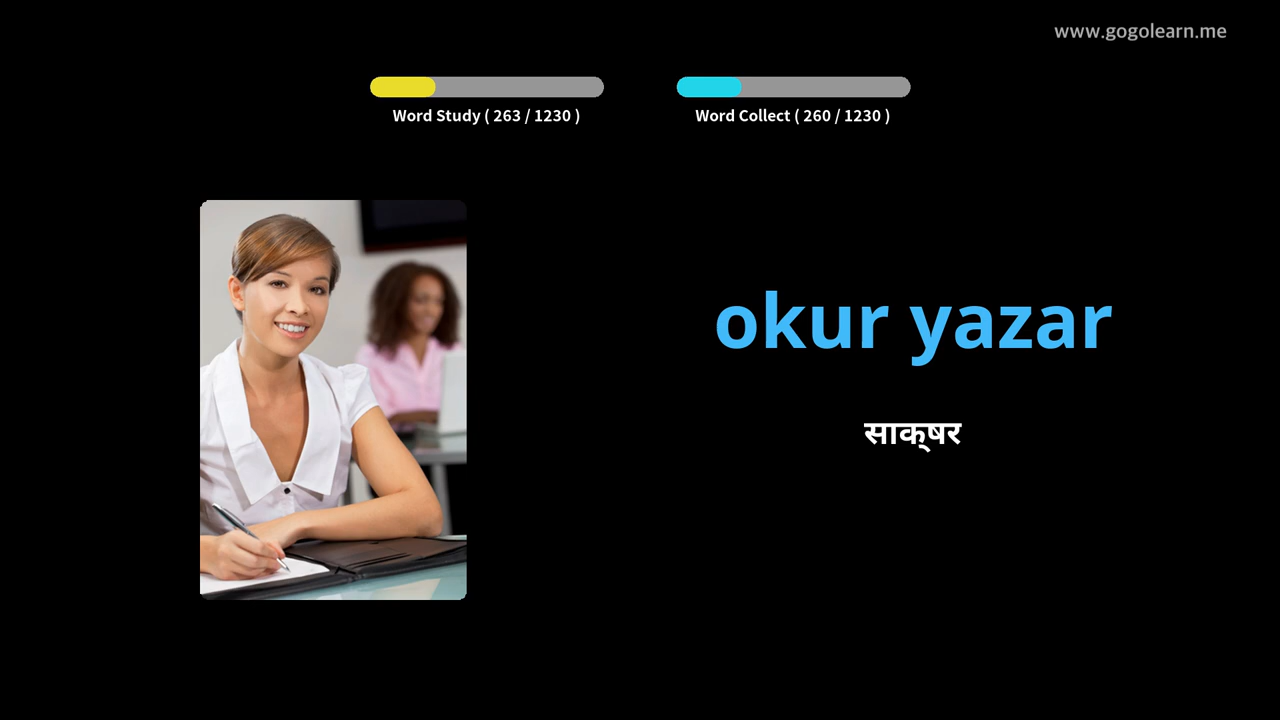 www.gogolearn.me
Word Study ( 263 / 1230 )
Word Collect ( 260 / 1230 )
okur yazar
साक्षर